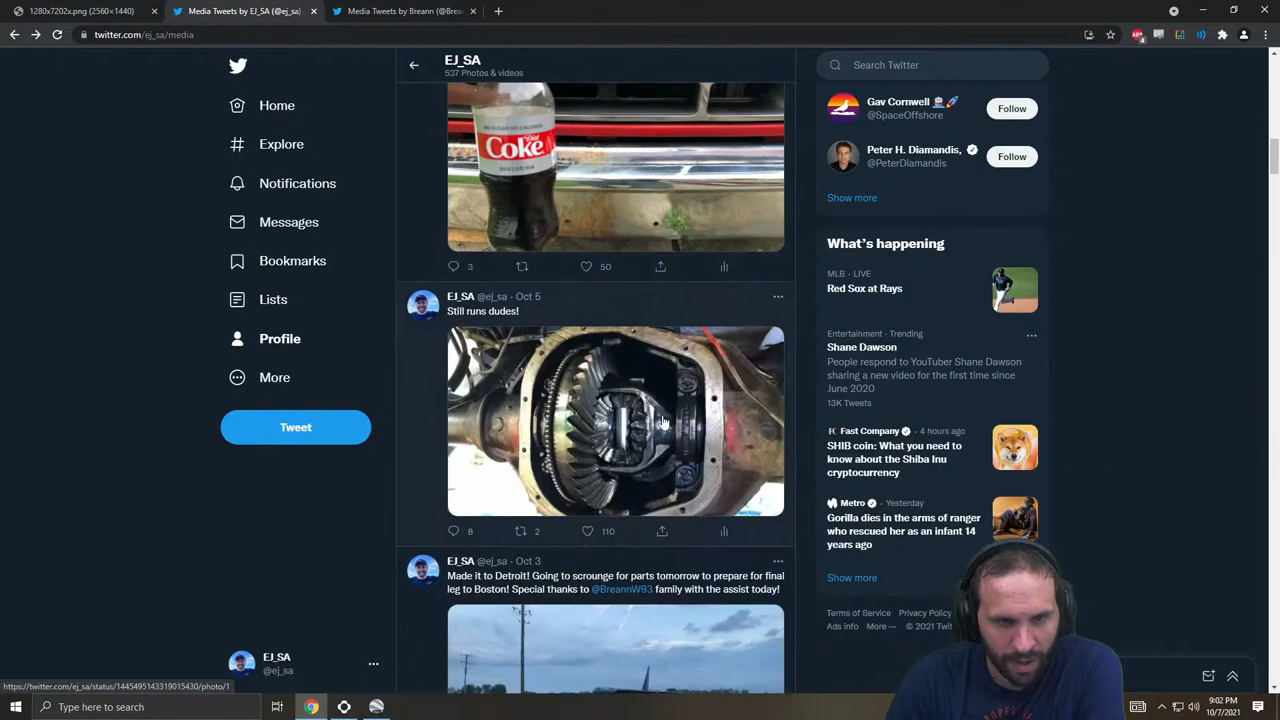 1280x7202x.png (2560×1440)
Media Tweets by EJ_SA (@ej_sa)
Media Tweets by Breann (@Bre
twitter.com/ej_sa/media
4
EJ_SA
537 Photos & videos
Home
Explore
Notifications
Messages
Bookmarks
Lists
Profile
More
Tweet
EJ_SA
@ej_sa
NO SUGAR NO CALORIES
Diet
Coke
3
50
EJ_SA @ej_sa · Oct 5
Still runs dudes!
8
2
110
EJ_SA @ej_sa · Oct 3
Made it to Detroit! Going to scrounge for parts tomorrow to prepare for final
leg to Boston! Special thanks to @BreannW93 family with the assist today!
Search Twitter
Gav Cornwell
@SpaceOffshore
Follow
Peter H. Diamandis,
@PeterDiamandis
Follow
Show more
What's happening
MLB · LIVE
Red Sox at Rays
Entertainment · Trending
Shane Dawson
People respond to YouTuber Shane Dawson
sharing a new video for the first time since
June 2020
13K Tweets
Fast Company · 4 hours ago
SHIB coin: What you need to
know about the Shiba Inu
cryptocurrency
Metro · Yesterday
Gorilla dies in the arms of ranger
who rescued her as an infant 14
years ago
Show more
Terms of Service Privacy Policy
Ads info More ··· © 2021 Twit
https://twitter.com/ej_sa/status/1445495143319015430/photo/1
Type here to search
9:02 PM
10/7/2021